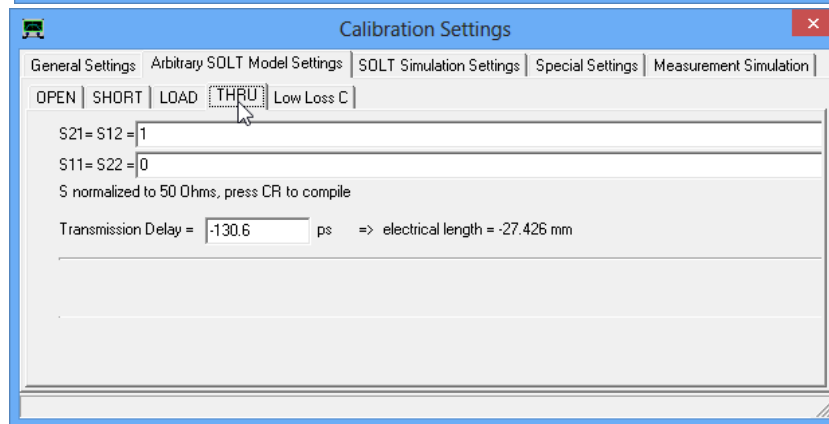 Calibration Settings
General Settings Arbitrary SOLT Model Settings SOLT Simulation Settings Special Settings Measurement Simulation
OPEN SHORT LOAD THRU Low Loss C
S21= S12 = 1
S11= S22 = 0
S normalized to 50 Ohms, press CR to compile
Transmission Delay = -130.6 ps => electrical length = -27.426 mm